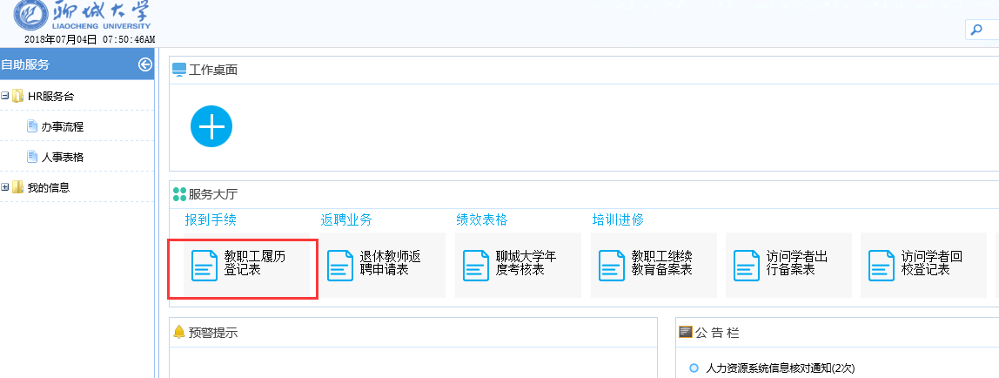 聊城大学
LIAOCHENG UNIVERSITY
2018年07月04日 07:50:46AM
自助服务
HR服务台
办事流程
人事表格
我的信息
工作桌面
服务大厅
报到手续
返聘业务
绩效表格
培训进修
教职工履历
登记表
退休教师返
聘申请表
聊城大学年
度考核表
教职工继续
教育备案表
访问学者出
行备案表
访问学者回
校登记表
预警提示
公 告 栏
人力资源系统信息核对通知(2次)